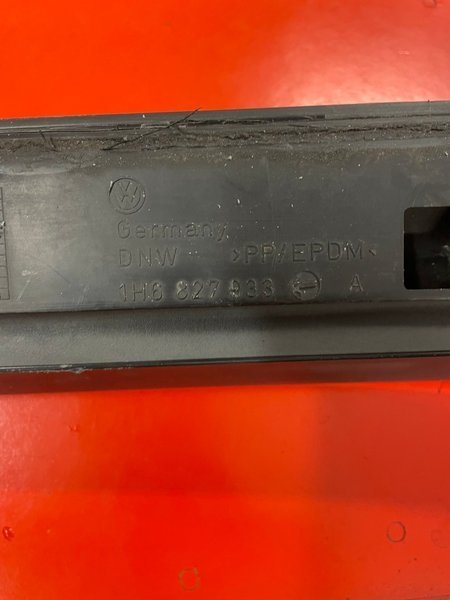 Germany
DNW >PP/EPDM<
1H6 827 933 A